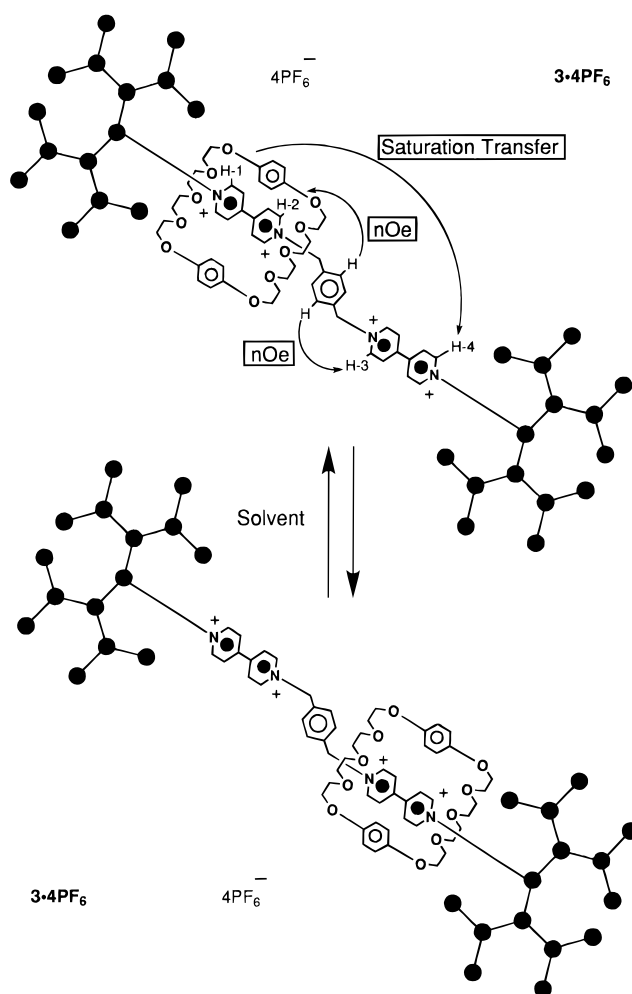 4PF6⁻ 3•4PF6
Saturation Transfer
O H-1
O O
N H-2
+ O nOe
O N O
+ O
O O H
H
+
N
nOe H-3 H-4
N
+
Solvent
+
N
N
+
O O
O
O + O
N +
O O
N O
O O
O
3•4PF6 4PF6⁻